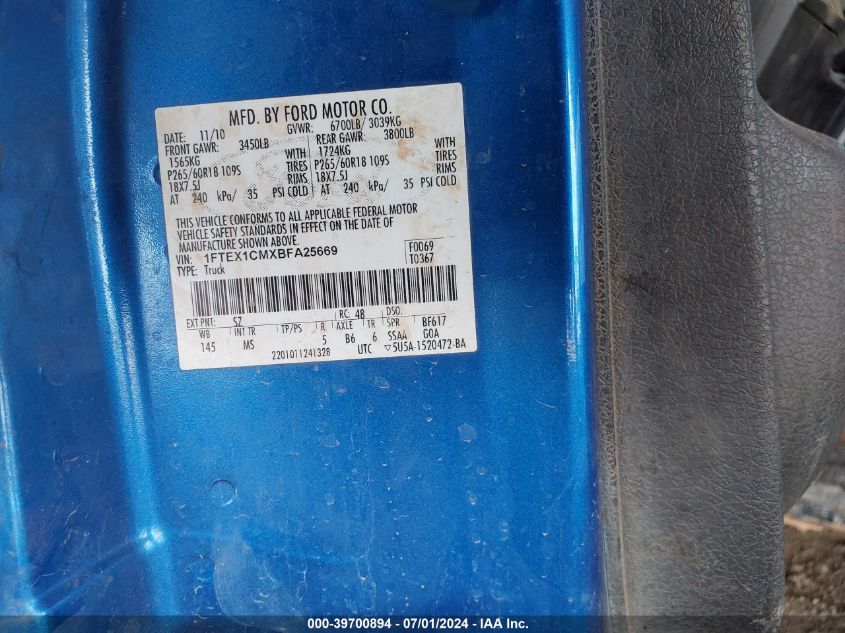 MFD. BY FORD MOTOR CO.
DATE: 11/10 GVWR: 6700LB/ 3039KG
FRONT GAWR: 3450LB REAR GAWR: 3800LB
1565KG WITH 1724KG WITH
P265/60R18 109S TIRES P265/60R18 109S TIRES
18X7.5J RIMS 18X7.5J RIMS
AT 240 kPa/ 35 PSI COLD AT 240 kPa/ 35 PSI COLD
THIS VEHICLE CONFORMS TO ALL APPLICABLE FEDERAL MOTOR
VEHICLE SAFETY STANDARDS IN EFFECT ON THE DATE OF
MANUFACTURE SHOWN ABOVE.
VIN: 1FTEX1CMXBFA25669 F0069
TYPE: Truck T0367
EXT PNT: SZ RC: 48 DSO:
WB INT TR TP/PS R AXLE TR SPR BF617
145 MS 5 B6 6 SSAA GOA
2201011241328 UTC ▽5U5A-1520472-BA
000-39700894 - 07/01/2024 - IAA Inc.